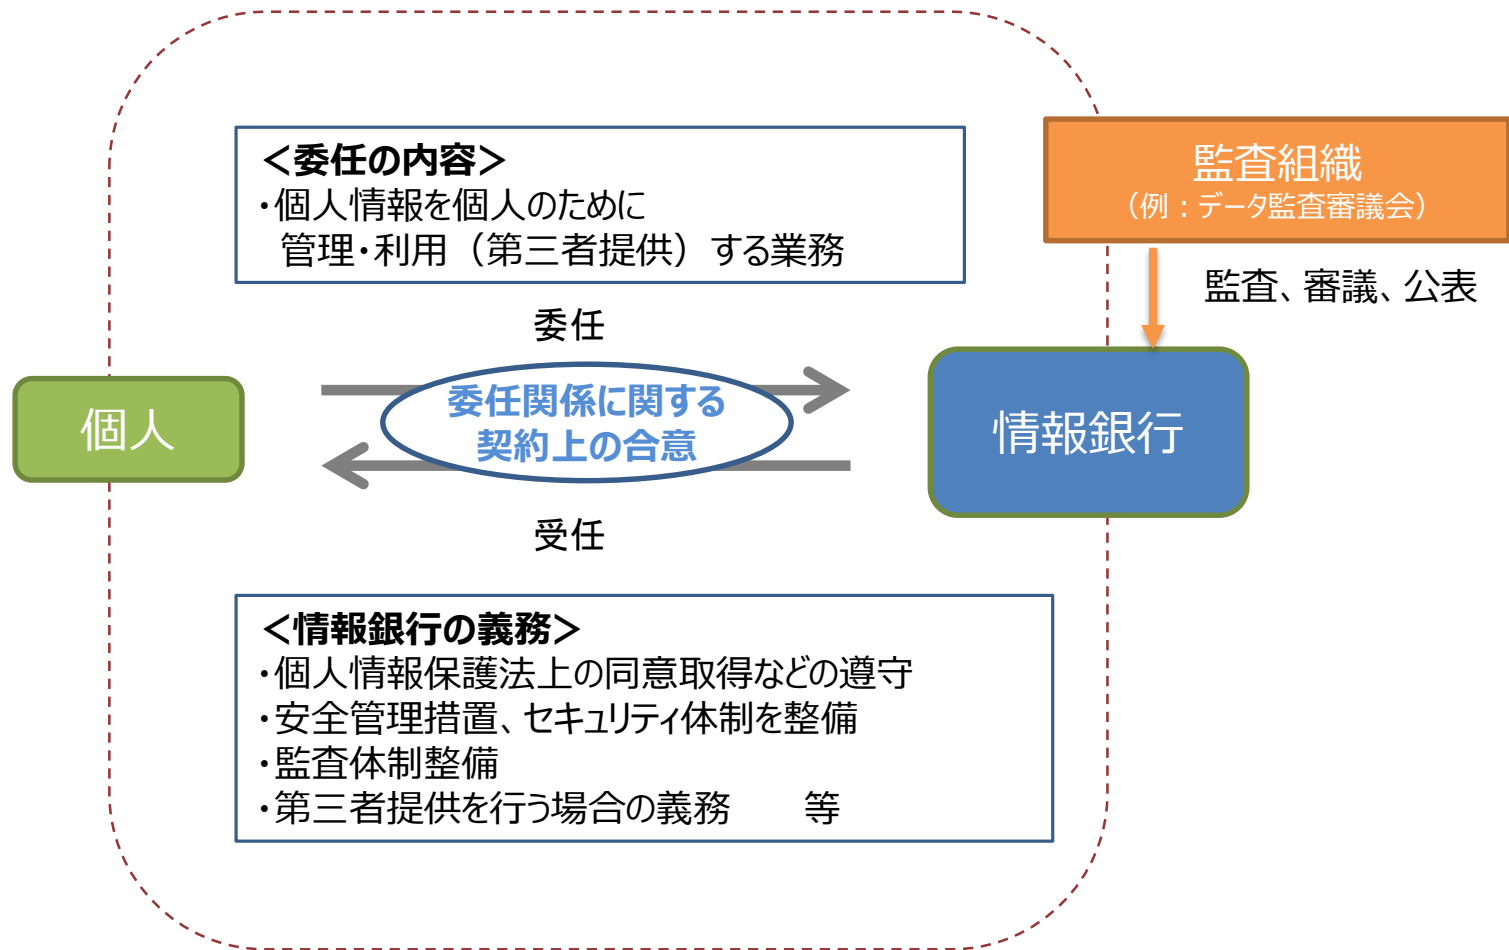 ＜委任の内容＞
・個人情報を個人のために
管理・利用（第三者提供）する業務
監査組織
（例：データ監査審議会）
監査、審議、公表
委任
個人
委任関係に関する
契約上の合意
情報銀行
受任
＜情報銀行の義務＞
・個人情報保護法上の同意取得などの遵守
・安全管理措置、セキュリティ体制を整備
・監査体制整備
・第三者提供を行う場合の義務　　等